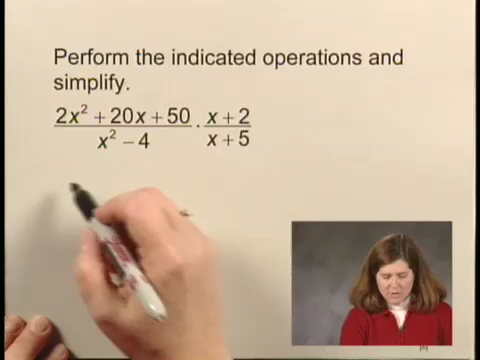 Perform the indicated operations and
simplify.
2x² + 20x + 50 / x² − 4 · x + 2 / x + 5